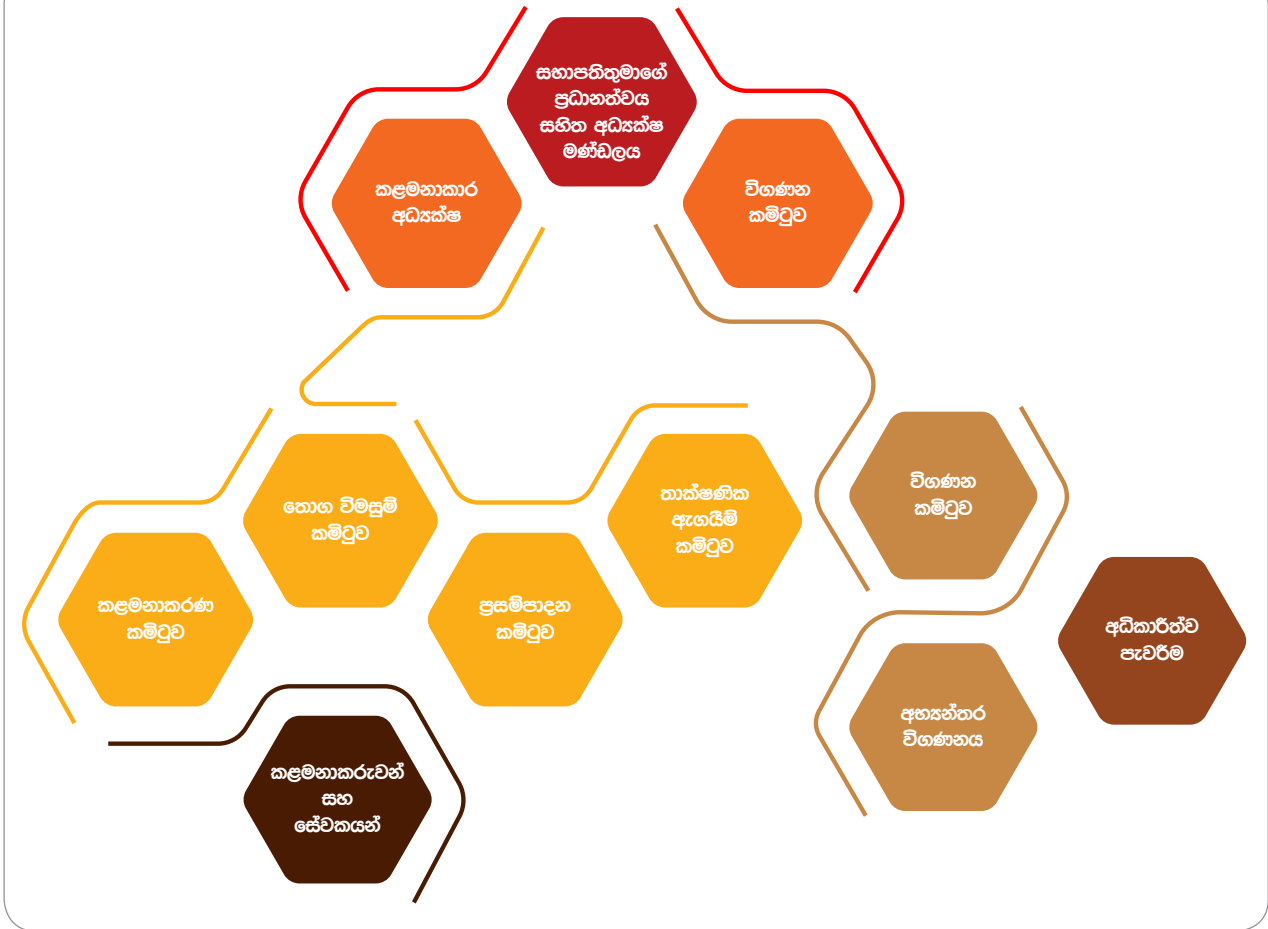 සභාපතිතුමාගේ
ප්‍රධානත්වය
සහිත අධ්‍යක්ෂ
මණ්ඩලය
කළමනාකාර
අධ්‍යක්ෂ
විගණන
කමිටුව
තොග විමසුම්
කමිටුව
තාක්ෂණික
ඇගයීම්
කමිටුව
විගණන
කමිටුව
කළමනාකරණ
කමිටුව
ප්‍රසම්පාදන
කමිටුව
අධිකාරීත්ව
පැවරීම
අභ්‍යන්තර
විගණනය
කළමනාකරුවන්
සහ
සේවකයන්